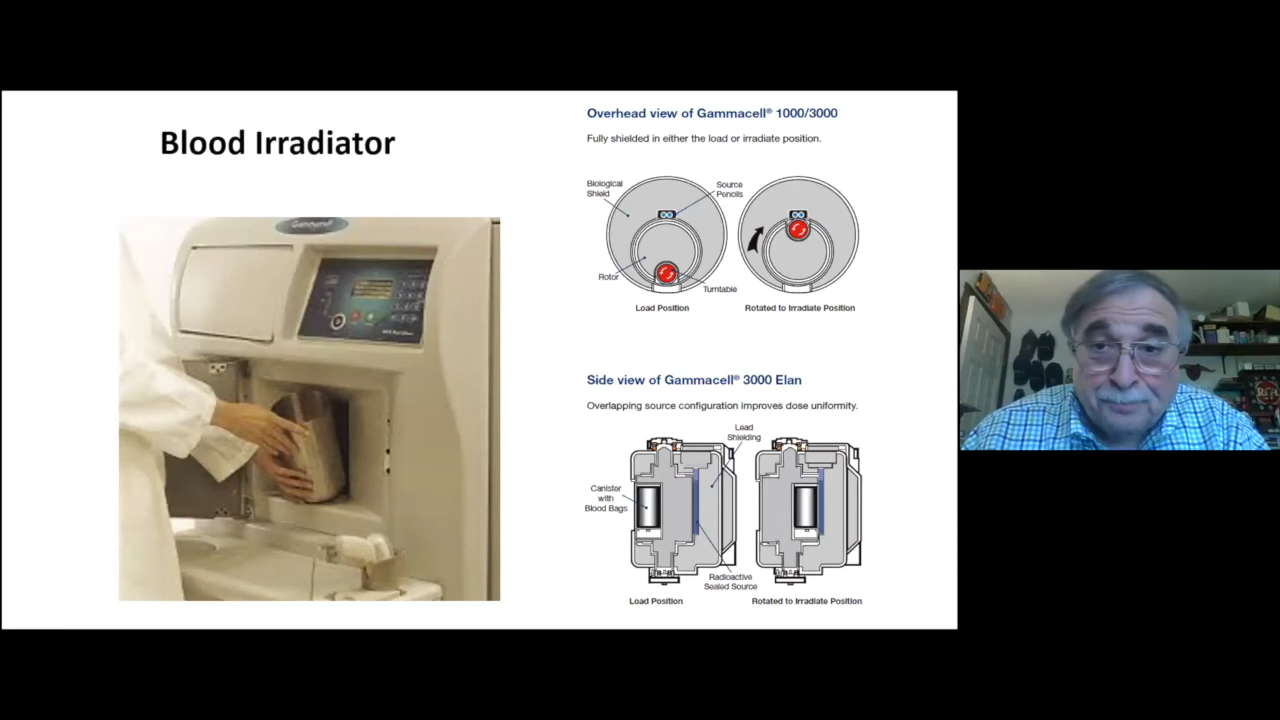 Blood Irradiator
Gammacell
Overhead view of Gammacell® 1000/3000
Fully shielded in either the load or irradiate position.
Biological
Shield
Source
Pencils
Rotor
Turntable
Load Position
Rotated to Irradiate Position
Side view of Gammacell® 3000 Elan
Overlapping source configuration improves dose uniformity.
Lead
Shielding
Canister
with
Blood Bags
Radioactive
Sealed Source
Load Position
Rotated to Irradiate Position